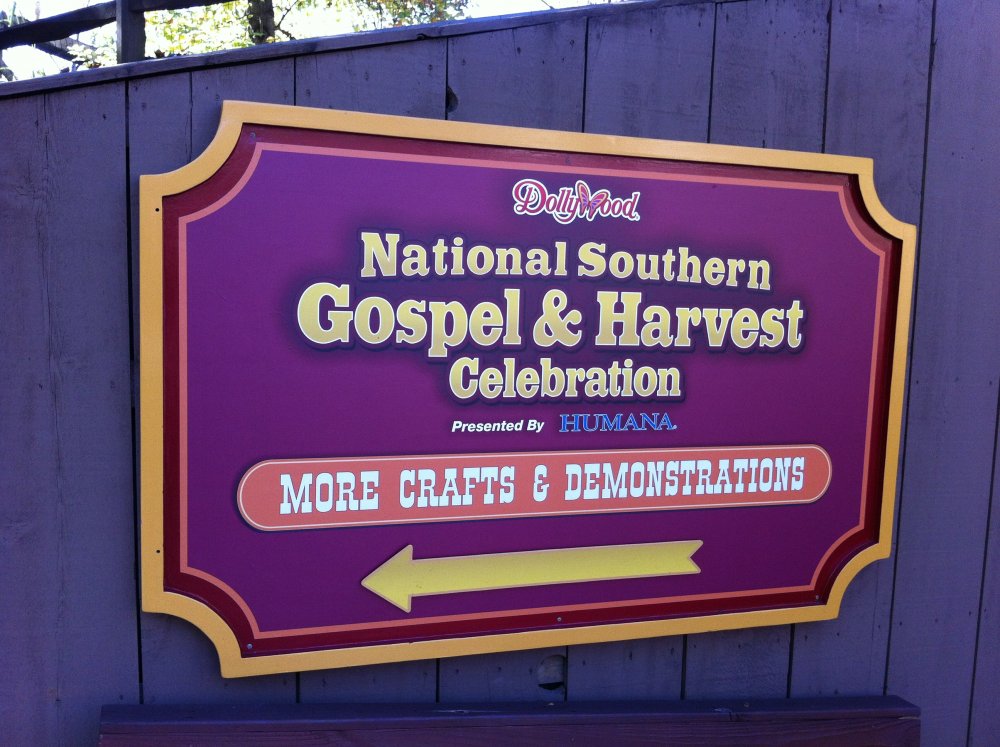 Dollywood
National Southern
Gospel & Harvest
Celebration
Presented By HUMANA.
MORE CRAFTS & DEMONSTRATIONS